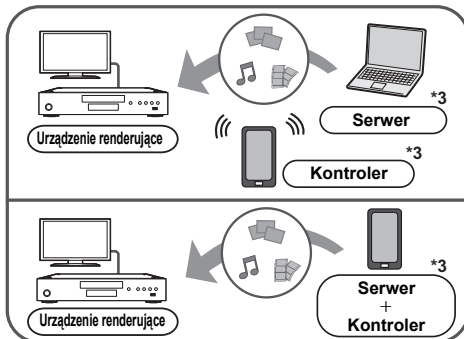 *3
Serwer
Urządzenie renderujące
*3
Kontroler
*3
Serwer
+
Kontroler
Urządzenie renderujące